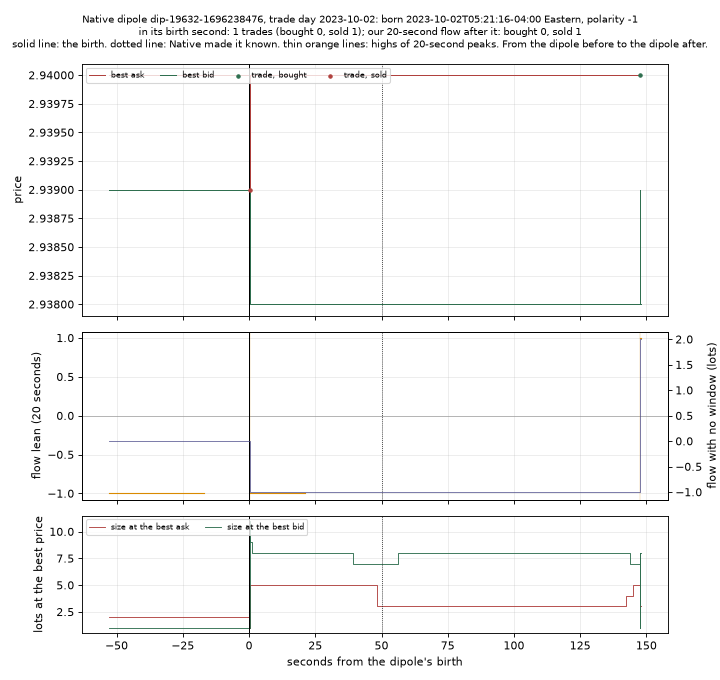 Native dipole dip-19632-1696238476, trade day 2023-10-02: born 2023-10-02T05:21:16-04:00 Eastern, polarity -1
in its birth second: 1 trades (bought 0, sold 1); our 20-second flow after it: bought 0, sold 1
solid line: the birth. dotted line: Native made it known. thin orange lines: highs of 20-second peaks. From the dipole before to the dipole after.
best ask best bid trade, bought trade, sold
2.94000
2.93975
2.93950
2.93925
2.93900
2.93875
2.93850
2.93825
2.93800
price
1.0
0.5
0.0
−0.5
−1.0
flow lean (20 seconds)
2.0
1.5
1.0
0.5
0.0
−0.5
−1.0
flow with no window (lots)
size at the best ask size at the best bid
10.0
7.5
5.0
2.5
lots at the best price
−50 −25 0 25 50 75 100 125 150
seconds from the dipole's birth